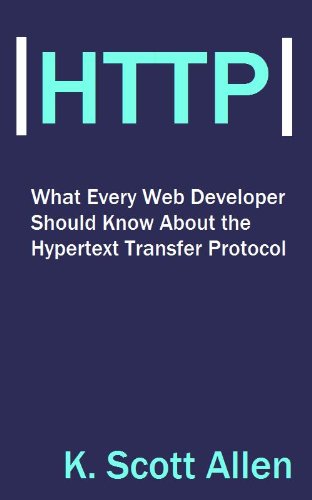 |HTTP|
What Every Web Developer
Should Know About the
Hypertext Transfer Protocol
K. Scott Allen